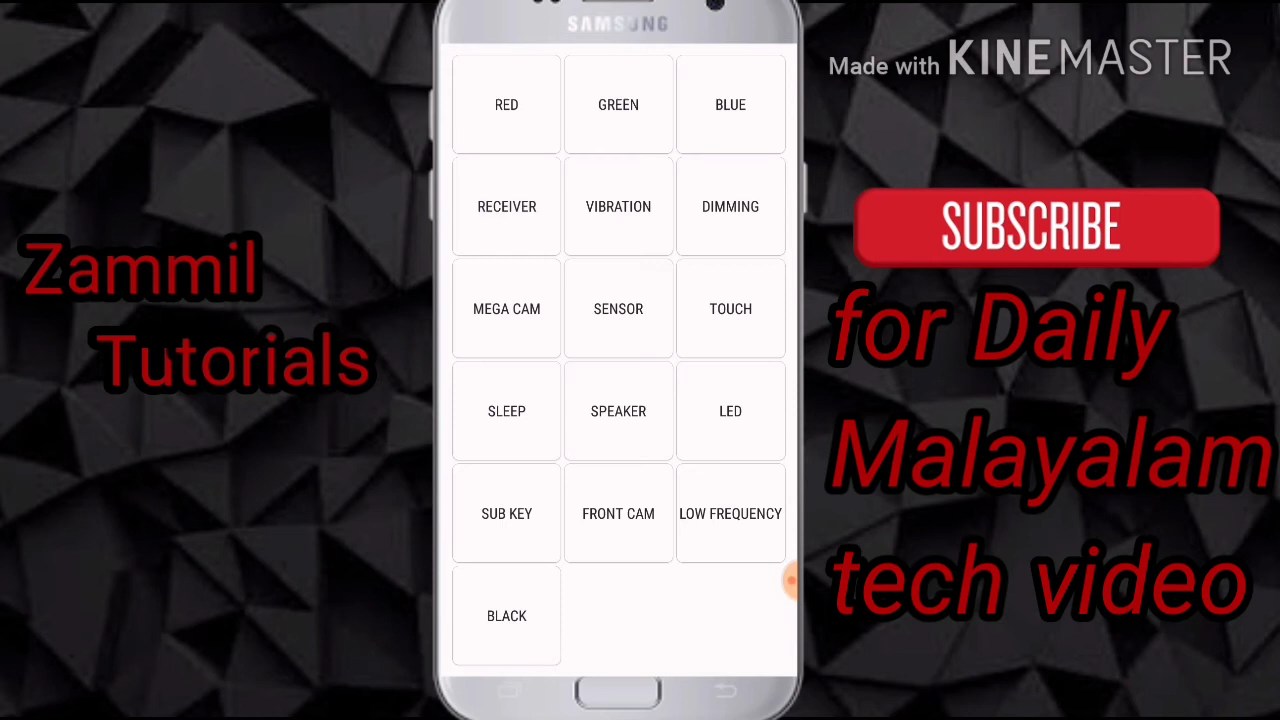 SAMSUNG
Made with KINEMASTER
RED GREEN BLUE
RECEIVER VIBRATION DIMMING
MEGA CAM SENSOR TOUCH
SLEEP SPEAKER LED
SUB KEY FRONT CAM LOW FREQUENCY
BLACK
Zammil
Tutorials
SUBSCRIBE
for Daily
Malayalam
tech video